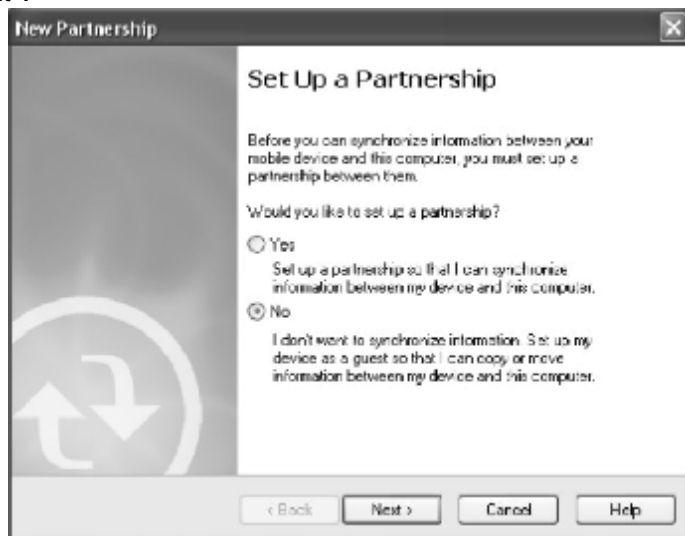 New Partnership
Set Up a Partnership
Before you can synchronize information between your
mobile device and this computer, you must set up a
partnership between them.
Would you like to set up a partnership?
Yes
Set up a partnership so that I can synchronize
information between my device and this computer.
No
I don't want to synchronize information. Set up my
device as a guest so that I can copy or move
information between my device and this computer.
< Back Next > Cancel Help